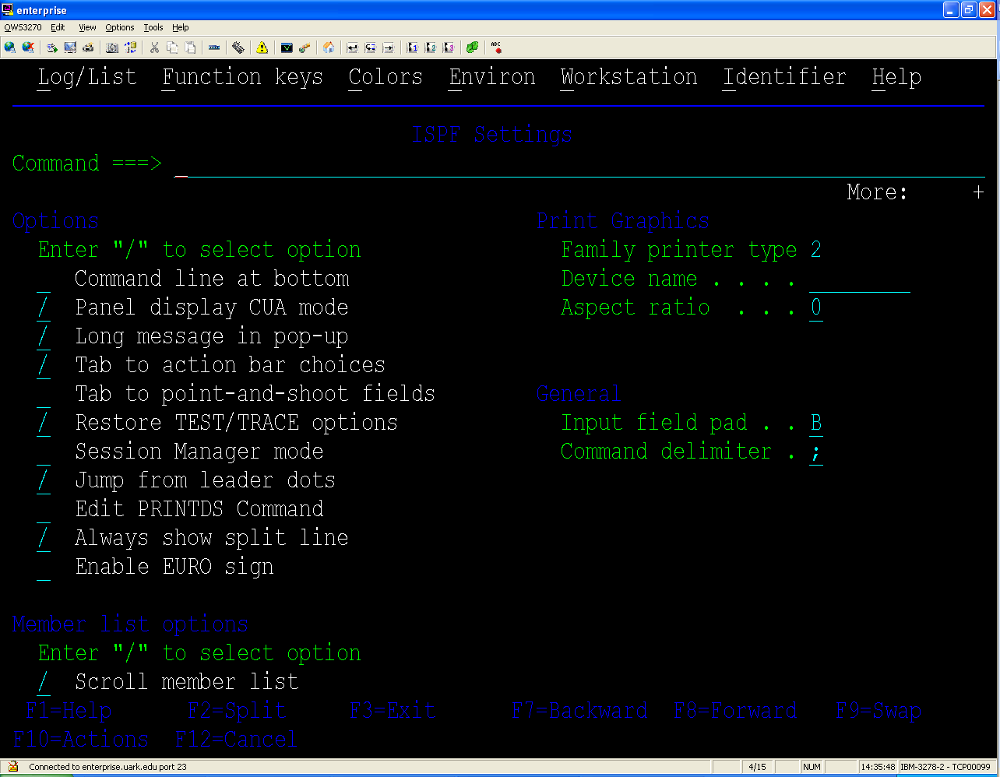 enterprise
QWS3270 Edit View Options Tools Help
Log/List Function keys Colors Environ Workstation Identifier Help
ISPF Settings
Command ===> _
More: +
Options Print Graphics
Enter "/" to select option Family printer type 2
_ Command line at bottom Device name . . . .
/ Panel display CUA mode Aspect ratio . . . 0
/ Long message in pop-up
/ Tab to action bar choices
_ Tab to point-and-shoot fields General
/ Restore TEST/TRACE options Input field pad . . B
_ Session Manager mode Command delimiter . ;
/ Jump from leader dots
_ Edit PRINTDS Command
/ Always show split line
_ Enable EURO sign
Member list options
Enter "/" to select option
/ Scroll member list
F1=Help F2=Split F3=Exit F7=Backward F8=Forward F9=Swap
F10=Actions F12=Cancel
Connected to enterprise.uark.edu port 23 4/15 NUM 14:35:48 IBM-3278-2 - TCP00099